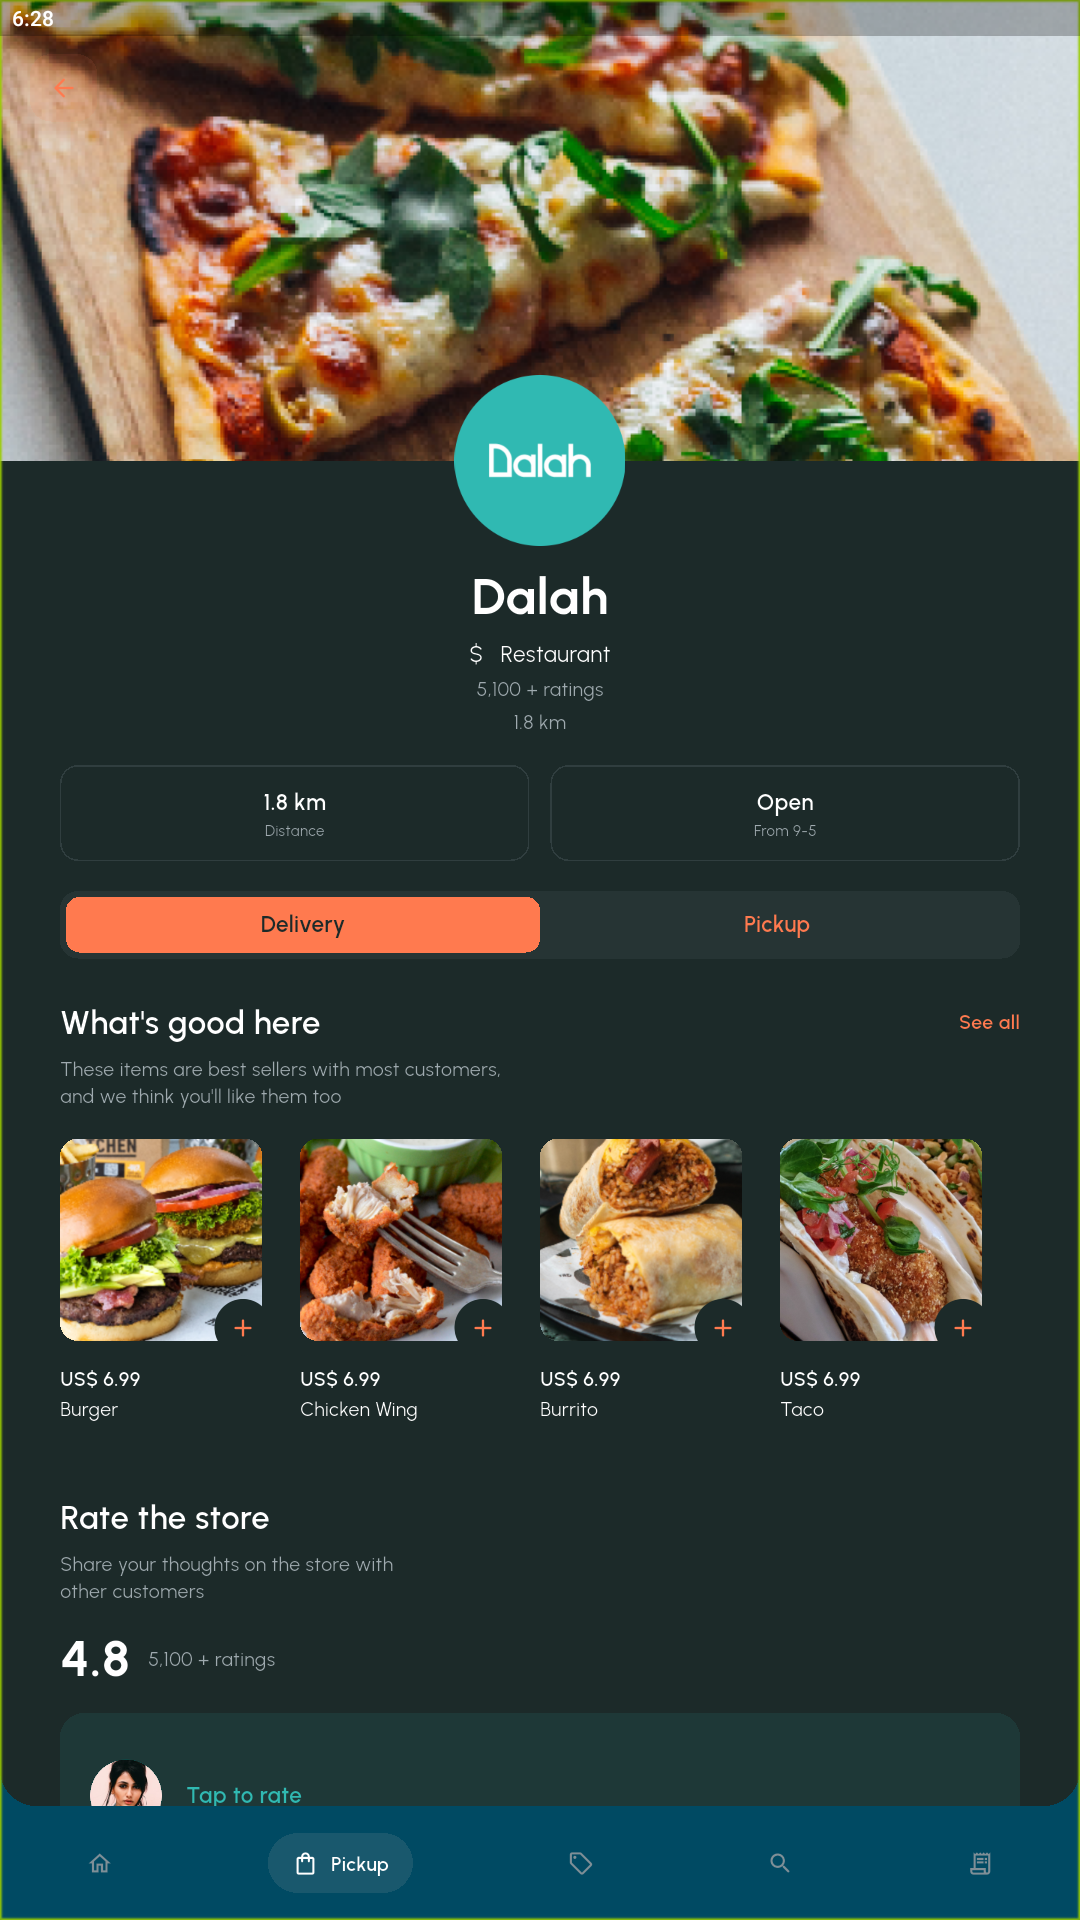 6:28
Dalah
Dalah
$ Restaurant
5,100 + ratings
1.8 km
1.8 km
Distance
Open
From 9-5
Delivery
Pickup
What's good here
See all
These items are best sellers with most customers,
and we think you'll like them too
CHEN
US$ 6.99
Burger
US$ 6.99
Chicken Wing
US$ 6.99
Burrito
US$ 6.99
Taco
Rate the store
Share your thoughts on the store with
other customers
4.8
5,100 + ratings
Tap to rate
Pickup